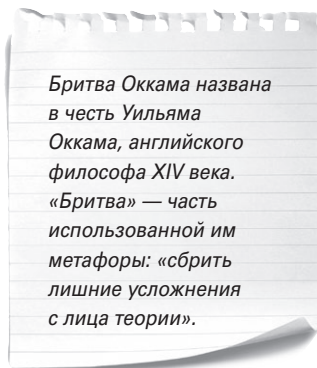 Бритва Оккама названа
в честь Уильяма
Оккама, английского
философа XIV века.
«Бритва» — часть
использованной им
метафоры: «сбрить
лишние усложнения
с лица теории».